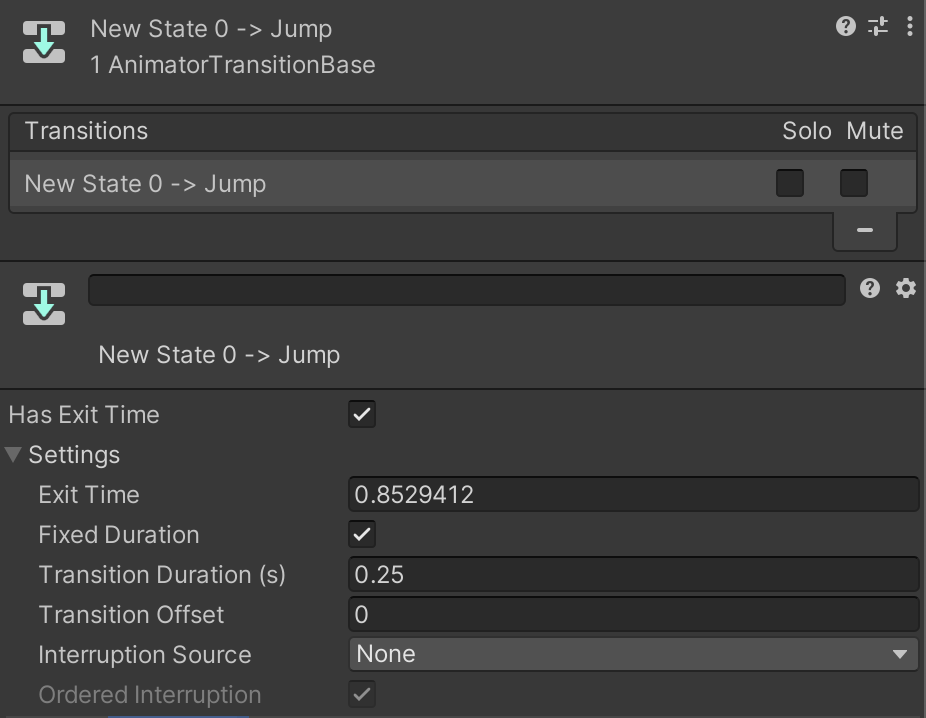 New State 0 -> Jump
1 AnimatorTransitionBase
Transitions Solo Mute
New State 0 -> Jump
New State 0 -> Jump
Has Exit Time
Settings
Exit Time 0.8529412
Fixed Duration
Transition Duration (s) 0.25
Transition Offset 0
Interruption Source None
Ordered Interruption